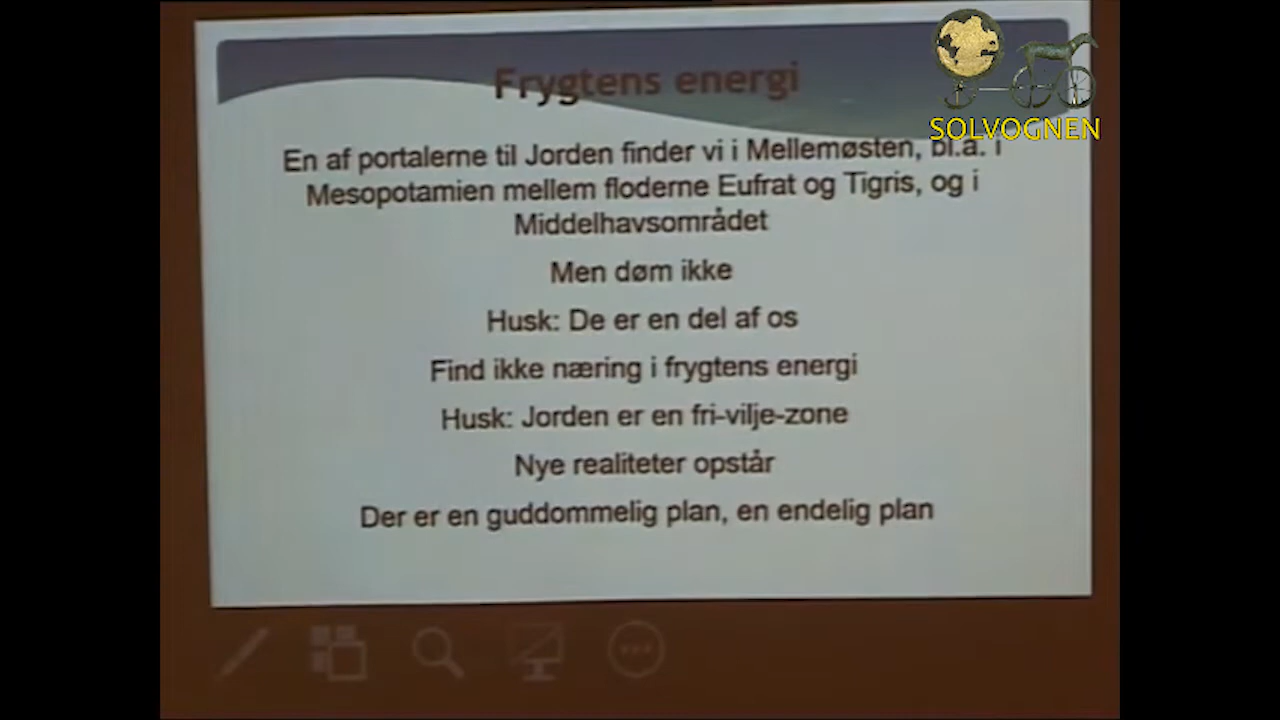 Frygtens energi
SOLVOGNEN
En af portalerne til Jorden finder vi i Mellemøsten, bl.a. i
Mesopotamien mellem floderne Eufrat og Tigris, og i
Middelhavsområdet
Men døm ikke
Husk: De er en del af os
Find ikke næring i frygtens energi
Husk: Jorden er en fri-vilje-zone
Nye realiteter opstår
Der er en guddommelig plan, en endelig plan